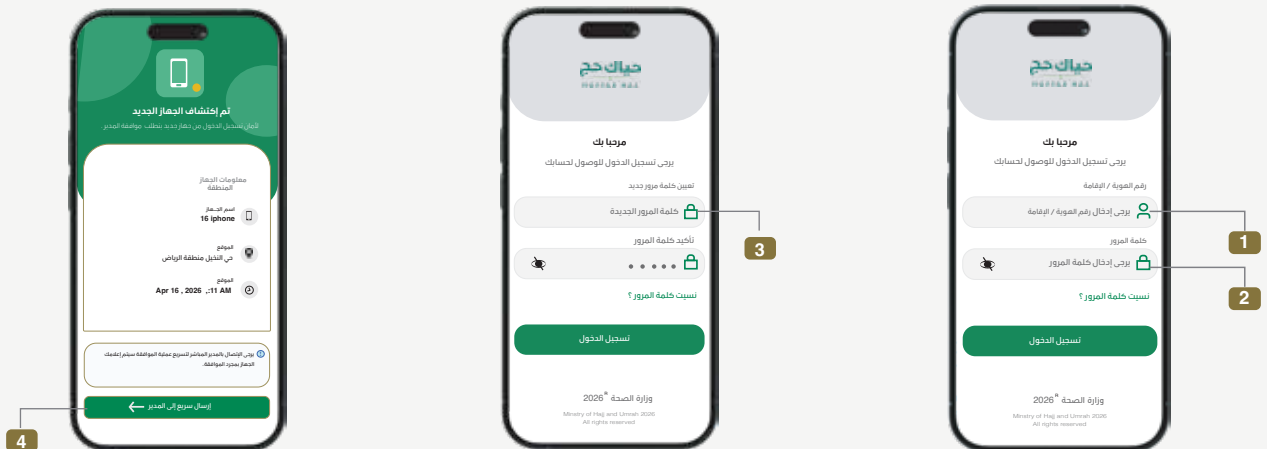 حياك حج
مرحبا بك
يرجى تسجيل الدخول للوصول لحسابك
رقم الهوية / الإقامة
يرجى إدخال رقم الهوية / الإقامة
1
كلمة المرور
يرجى إدخال كلمة المرور
2
نسيت كلمة المرور ؟
تسجيل الدخول
وزارة الصحة ® 2026
Ministry of Hajj and Umrah 2026
All rights reserved
حياك حج
مرحبا بك
يرجى تسجيل الدخول للوصول لحسابك
تعيين كلمة مرور جديد
كلمة المرور الجديدة
3
تأكيد كلمة المرور
نسيت كلمة المرور ؟
تسجيل الدخول
وزارة الصحة ® 2026
Ministry of Hajj and Umrah 2026
All rights reserved
تم إكتشاف الجهاز الجديد
لأمان تسجيل الدخول من جهاز جديد يتطلب موافقة المدير .
معلومات الجهاز
المنطقة
اسم الجـهاز
16 iphone
الموقع
حي النخيل منطقة الرياض
الموقع
Apr 16 , 2026 ,:11 AM
يرجى الإتصال بالمدير المباشر لتسريع عملية الموافقة سيتم إعلامك
الجهاز بمجرد الموافقة.
إرسال سريع إلى المدير
4